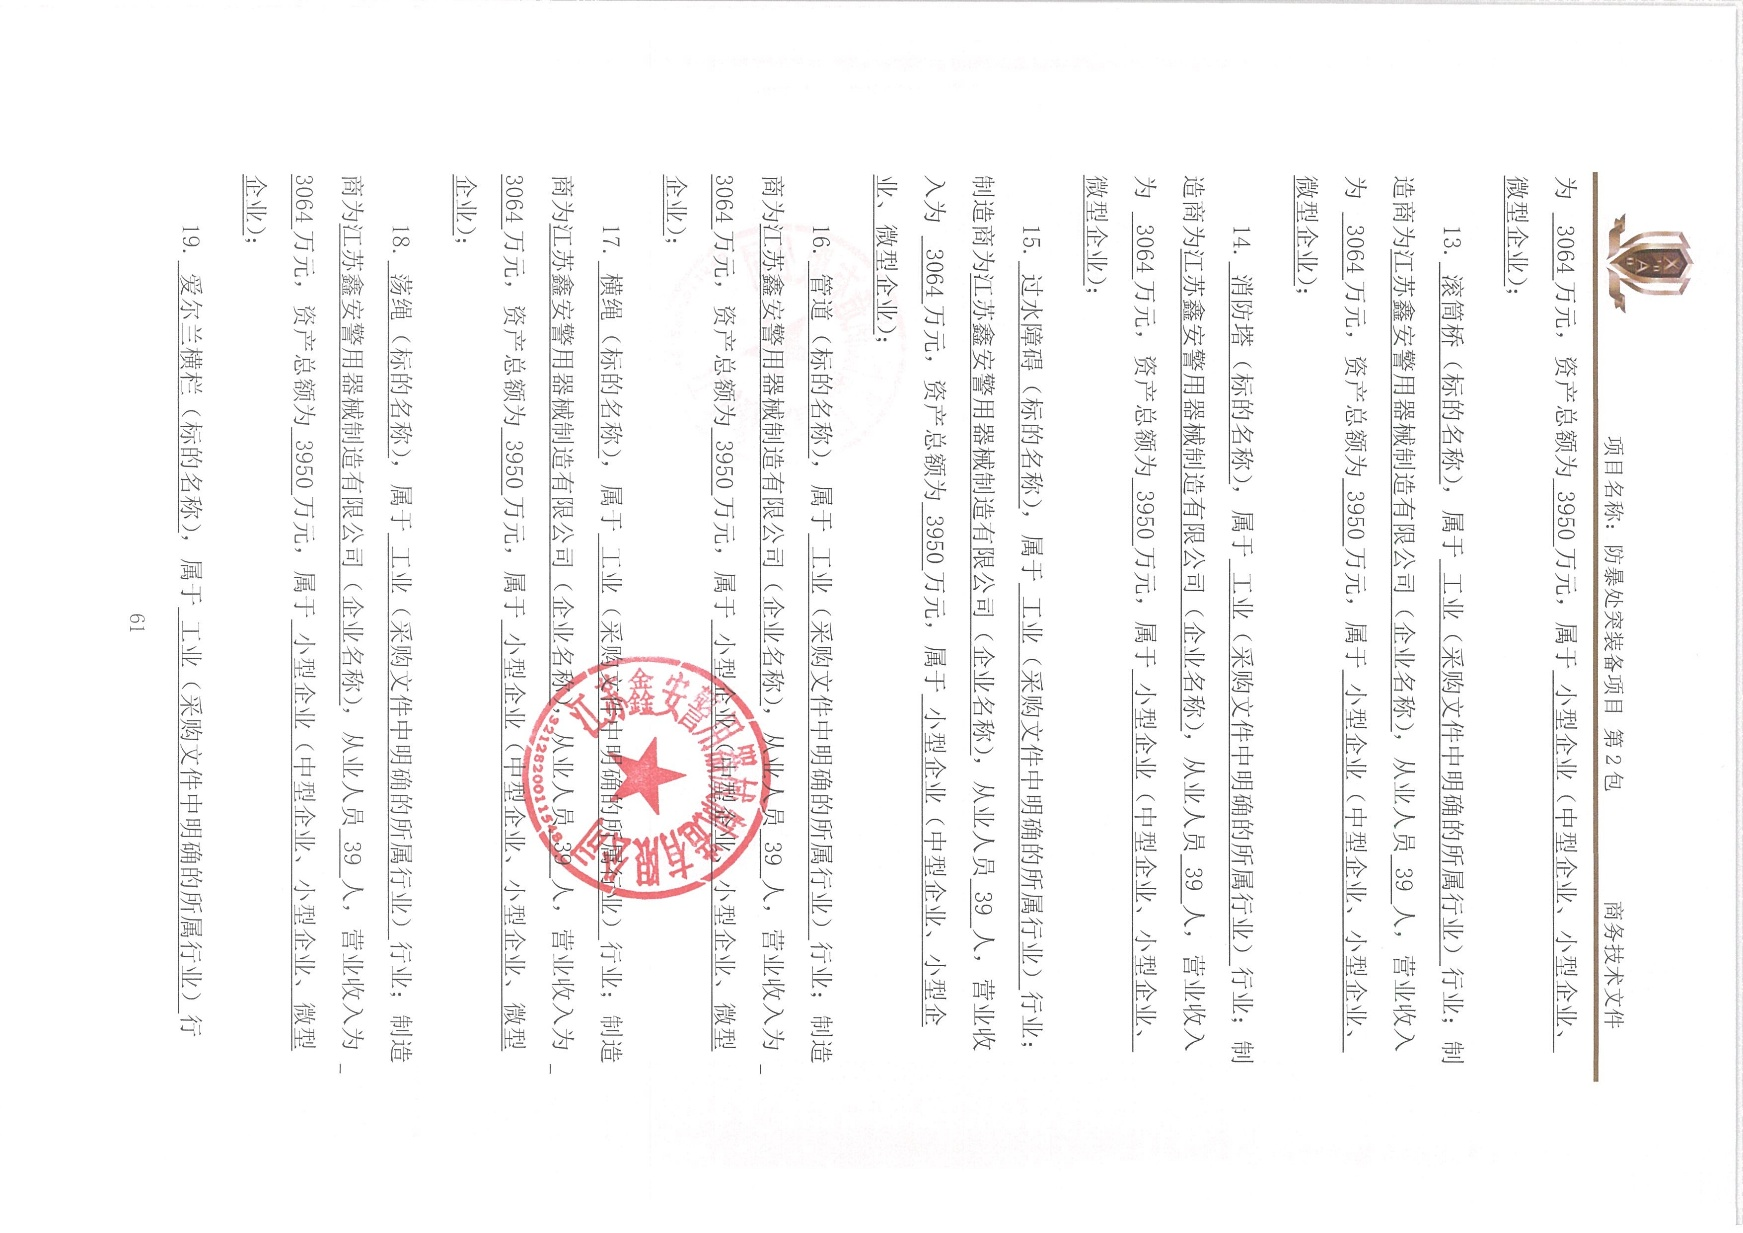 项目名称：防暴处突装备项目 第2包 商务技术文件
为 3064 万元，资产总额为 3950 万元，属于 小型企业（中型企业、小型企业、
微型企业）；
13. 滚筒桥（标的名称），属于 工业（采购文件中明确的所属行业）行业；制
造商为江苏鑫安警用器械制造有限公司（企业名称），从业人员 39 人，营业收入
为 3064 万元，资产总额为 3950 万元，属于 小型企业（中型企业、小型企业、
微型企业）；
14. 消防塔（标的名称），属于 工业（采购文件中明确的所属行业）行业；制
造商为江苏鑫安警用器械制造有限公司（企业名称），从业人员 39 人，营业收入
为 3064 万元，资产总额为 3950 万元，属于 小型企业（中型企业、小型企业、
微型企业）；
15. 过水障碍（标的名称），属于 工业（采购文件中明确的所属行业）行业；
制造商为江苏鑫安警用器械制造有限公司（企业名称），从业人员 39 人，营业收
入为 3064 万元，资产总额为 3950 万元，属于 小型企业（中型企业、小型企
业、微型企业）；
16. 管道（标的名称），属于 工业（采购文件中明确的所属行业）行业；制造
商为江苏鑫安警用器械制造有限公司（企业名称），从业人员 39 人，营业收入为
3064 万元，资产总额为 3950 万元，属于 小型企业（中型企业、小型企业、微型
企业）；
17. 横绳（标的名称），属于 工业（采购文件中明确的所属行业）行业；制造
商为江苏鑫安警用器械制造有限公司（企业名称），从业人员 39 人，营业收入为
3064 万元，资产总额为 3950 万元，属于 小型企业（中型企业、小型企业、微型
企业）；
18. 荡绳（标的名称），属于 工业（采购文件中明确的所属行业）行业；制造
商为江苏鑫安警用器械制造有限公司（企业名称），从业人员 39 人，营业收入为
3064 万元，资产总额为 3950 万元，属于 小型企业（中型企业、小型企业、微型
企业）；
19. 爱尔兰横栏（标的名称），属于 工业（采购文件中明确的所属行业）行
江苏鑫安警用器械制造有限公司
3212820011548
61